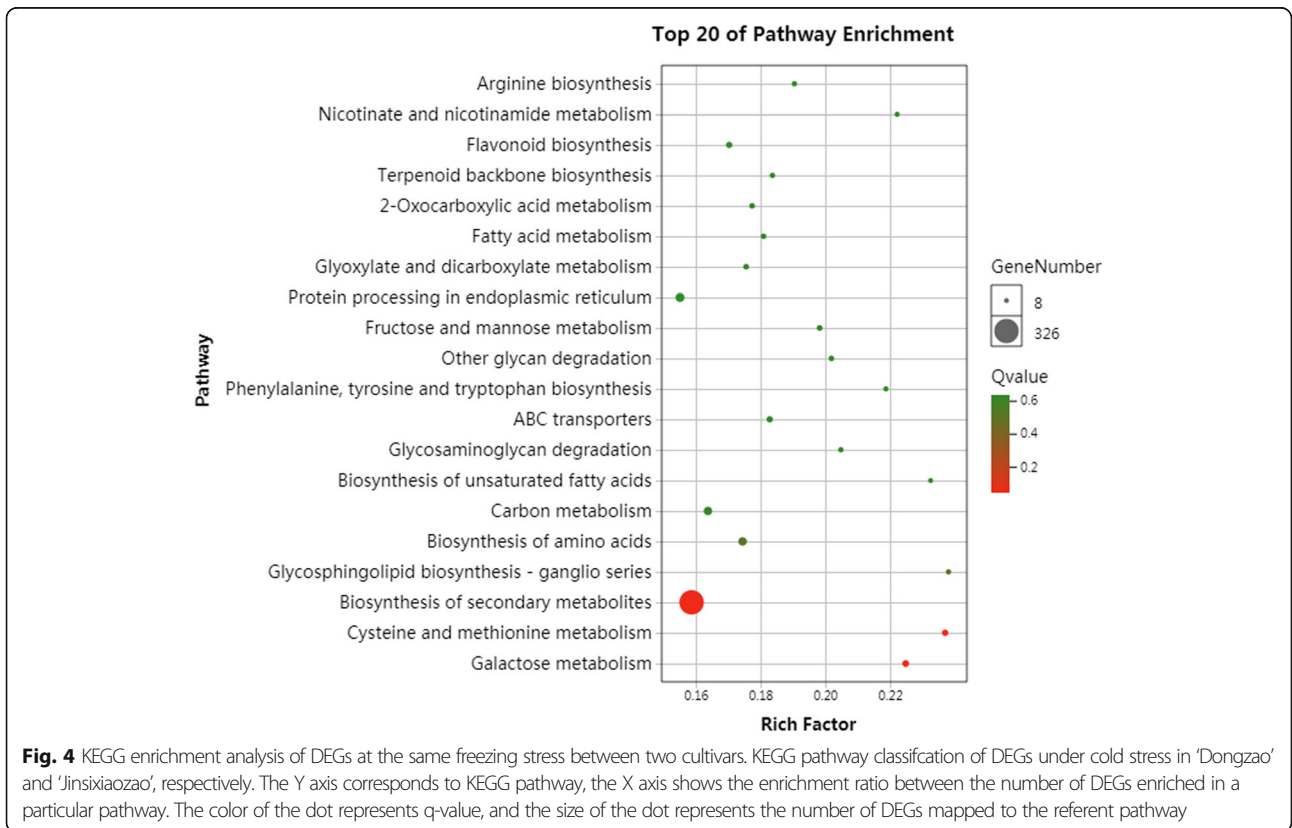 Top 20 of Pathway Enrichment
Arginine biosynthesis
Nicotinate and nicotinamide metabolism
Flavonoid biosynthesis
Terpenoid backbone biosynthesis
2-Oxocarboxylic acid metabolism
Fatty acid metabolism
Glyoxylate and dicarboxylate metabolism
Protein processing in endoplasmic reticulum
Fructose and mannose metabolism
Other glycan degradation
Phenylalanine, tyrosine and tryptophan biosynthesis
ABC transporters
Glycosaminoglycan degradation
Biosynthesis of unsaturated fatty acids
Carbon metabolism
Biosynthesis of amino acids
Glycosphingolipid biosynthesis - ganglio series
Biosynthesis of secondary metabolites
Cysteine and methionine metabolism
Galactose metabolism
Pathway
0.16 0.18 0.20 0.22
Rich Factor
GeneNumber
8
326
Qvalue
0.6
0.4
0.2
Fig. 4 KEGG enrichment analysis of DEGs at the same freezing stress between two cultivars. KEGG pathway classifcation of DEGs under cold stress in ‘Dongzao’
and ‘Jinsixiaozao’, respectively. The Y axis corresponds to KEGG pathway, the X axis shows the enrichment ratio between the number of DEGs enriched in a
particular pathway. The color of the dot represents q-value, and the size of the dot represents the number of DEGs mapped to the referent pathway